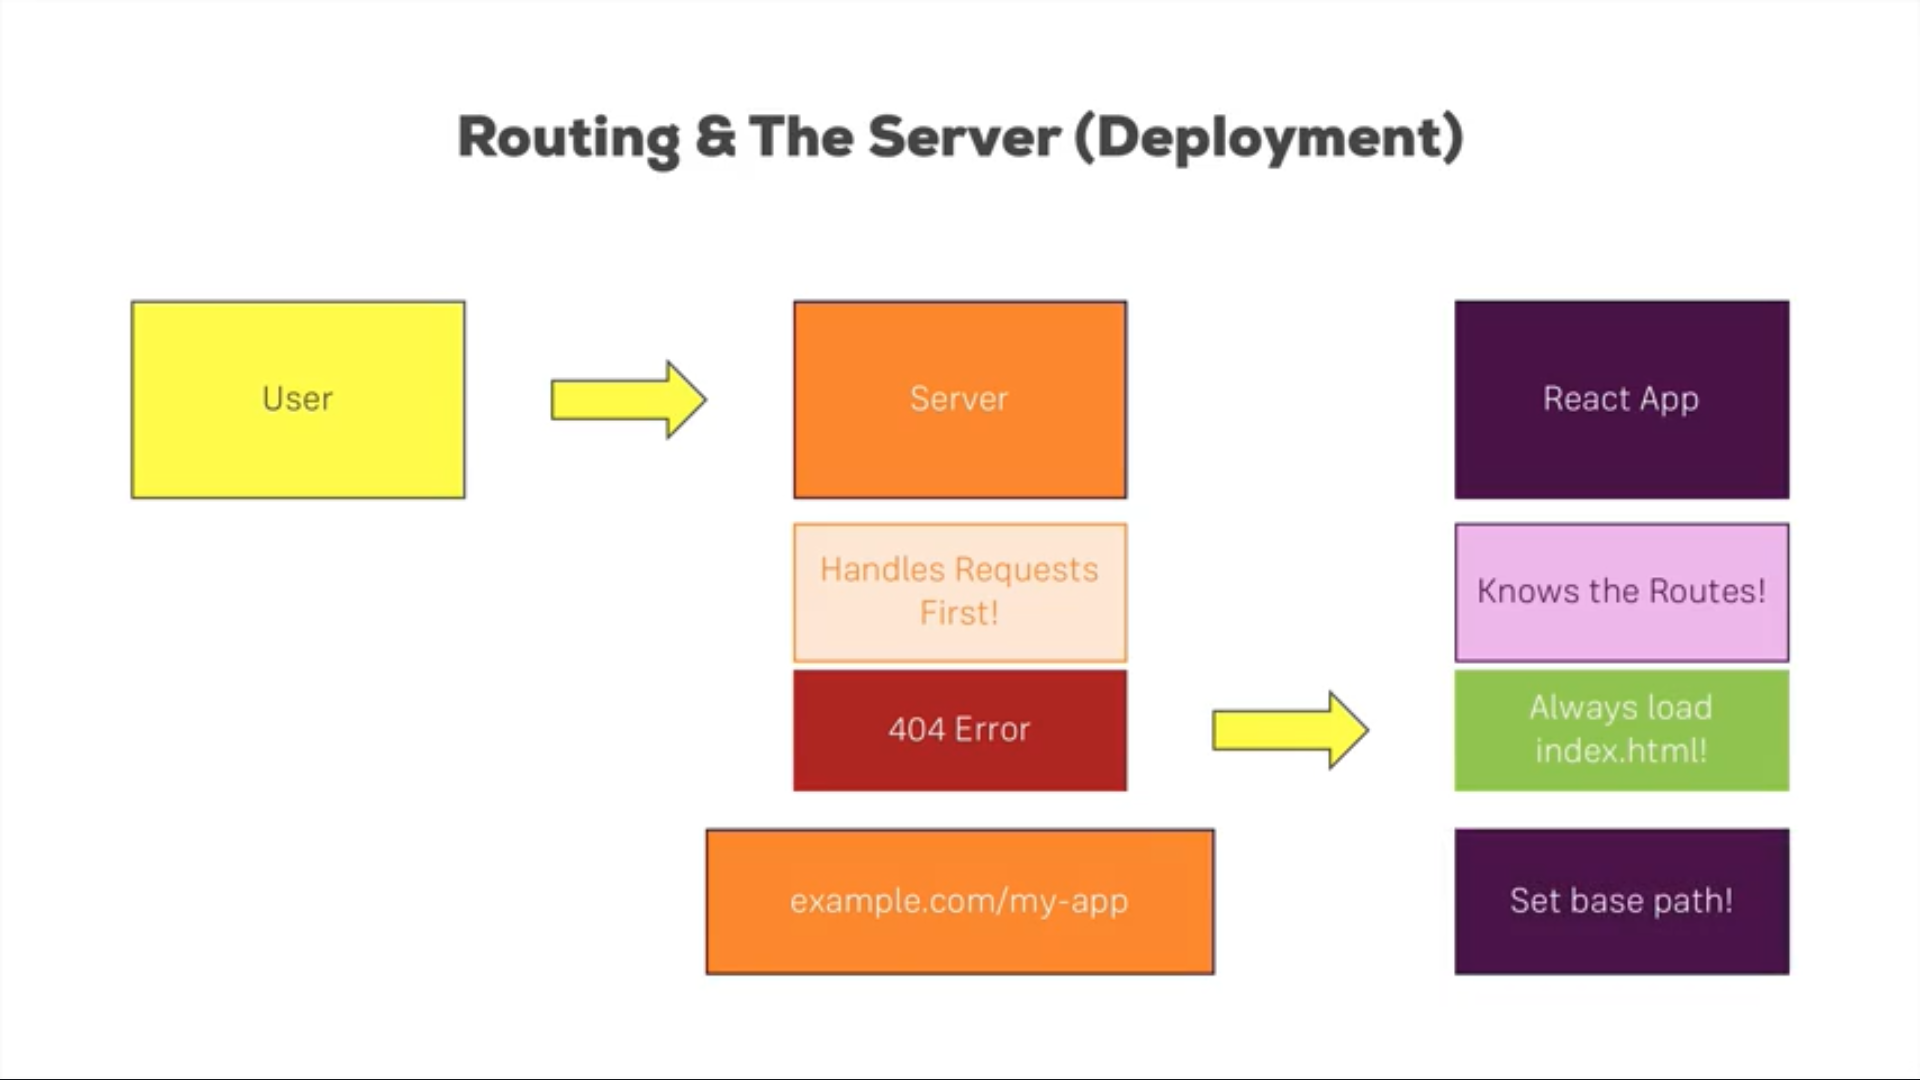 Routing & The Server (Deployment)
User
Server
React App
Handles Requests
First!
Knows the Routes!
404 Error
Always load
index.html!
example.com/my-app
Set base path!